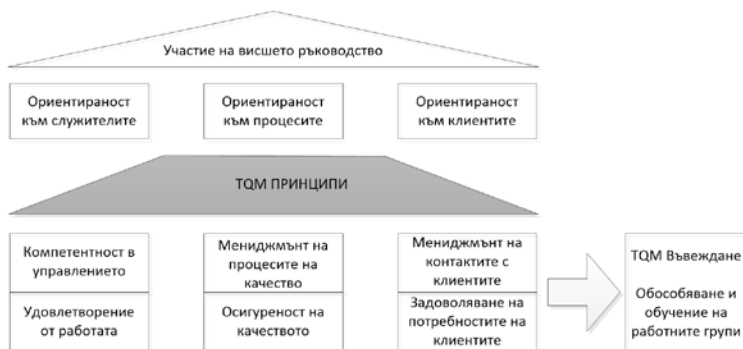 Участие на висшето ръководство
Ориентираност
към служителите
Ориентираност
към процесите
Ориентираност
към клиентите
TQM ПРИНЦИПИ
Компетентност в
управлението
Мениджмънт на
процесите на
качество
Мениджмънт на
контактите с
клиентите
Удовлетворение
от работата
Осигуреност на
качеството
Задоволяване на
потребностите на
клиентите
TQM Въвеждане
Обособяване и
обучение на
работните групи